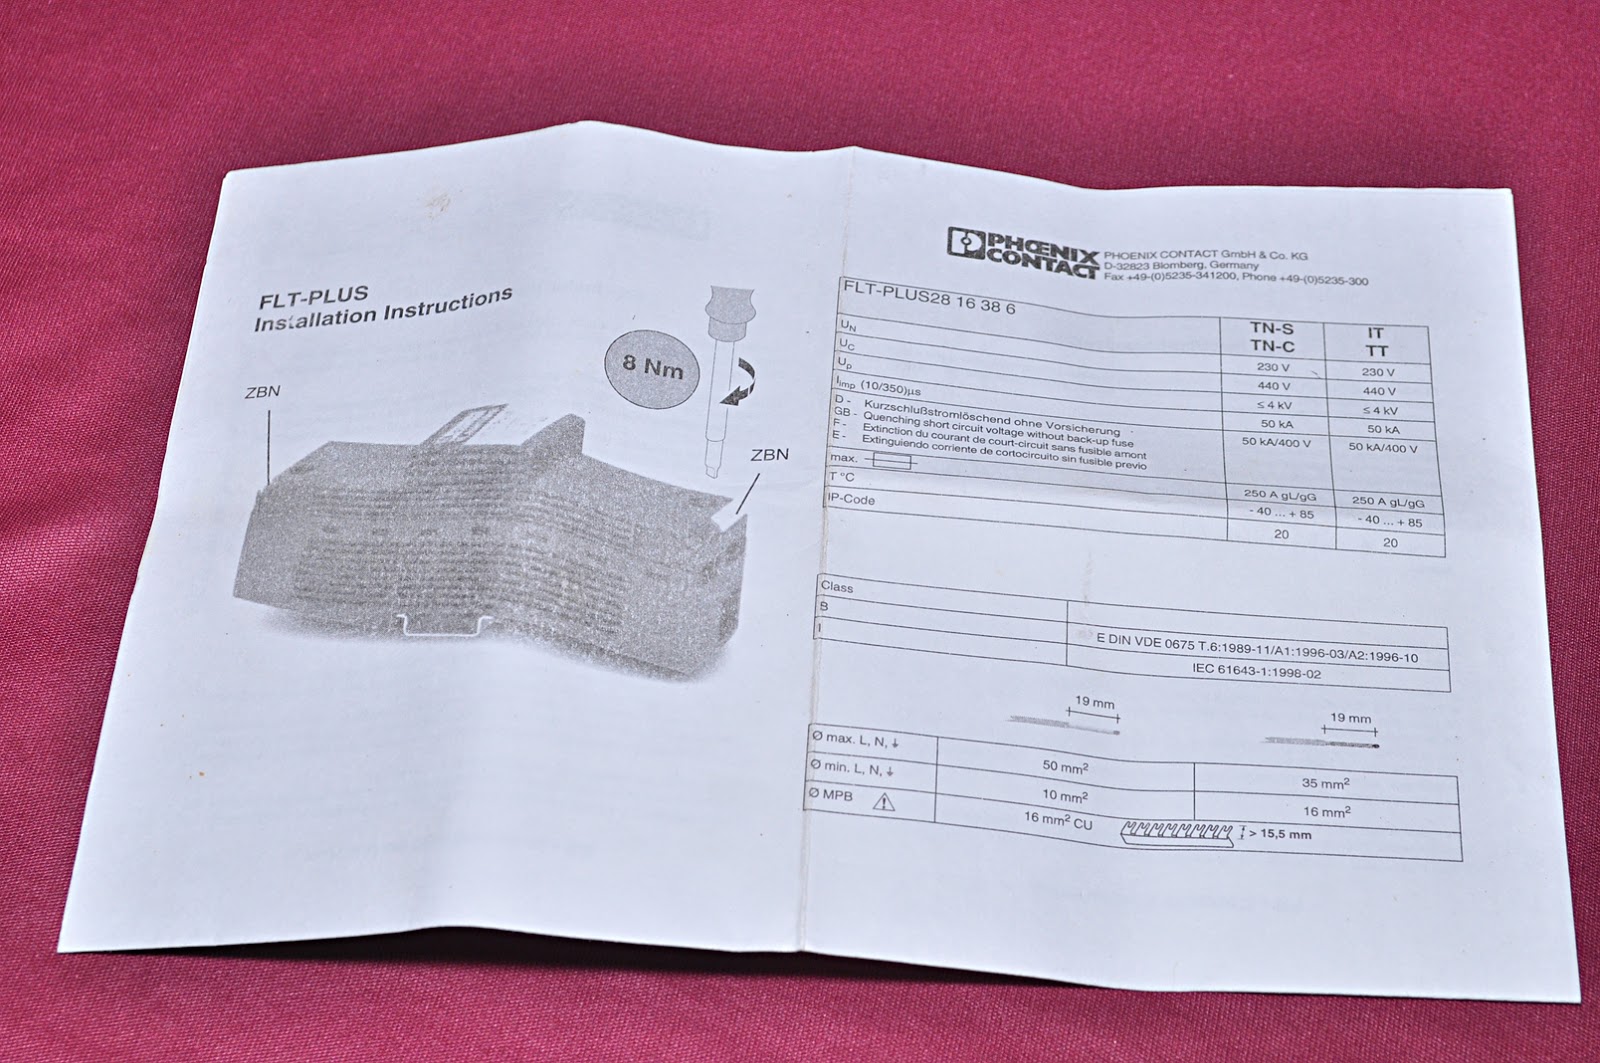 FLT-PLUS
Installation Instructions
8 Nm
ZBN
ZBN
PHŒNIX
CONTACT
PHOENIX CONTACT GmbH & Co. KG
D-32823 Blomberg, Germany
Fax +49-(0)5235-341200, Phone +49-(0)5235-300
FLT-PLUS28 16 38 6
TN-S IT
TN-C TT
UN 230 V 230 V
UC 440 V 440 V
Up ≤ 4 kV ≤ 4 kV
Iimp (10/350)µs 50 kA 50 kA
D - Kurzschlußstromlöschend ohne Vorsicherung 50 kA/400 V 50 kA/400 V
GB - Quenching short circuit voltage without back-up fuse
F - Extinction du courant de court-circuit sans fusible amont
E - Extinguiendo corriente de cortocircuito sin fusible previo
max. 250 A gL/gG 250 A gL/gG
T °C - 40 ... + 85 - 40 ... + 85
IP-Code 20 20
Class
B E DIN VDE 0675 T.6:1989-11/A1:1996-03/A2:1996-10
I IEC 61643-1:1998-02
19 mm 19 mm
Ø max. L, N, ⏚ 50 mm² 35 mm²
Ø min. L, N, ⏚ 10 mm² 16 mm²
Ø MPB ⚠ 16 mm² CU > 15,5 mm